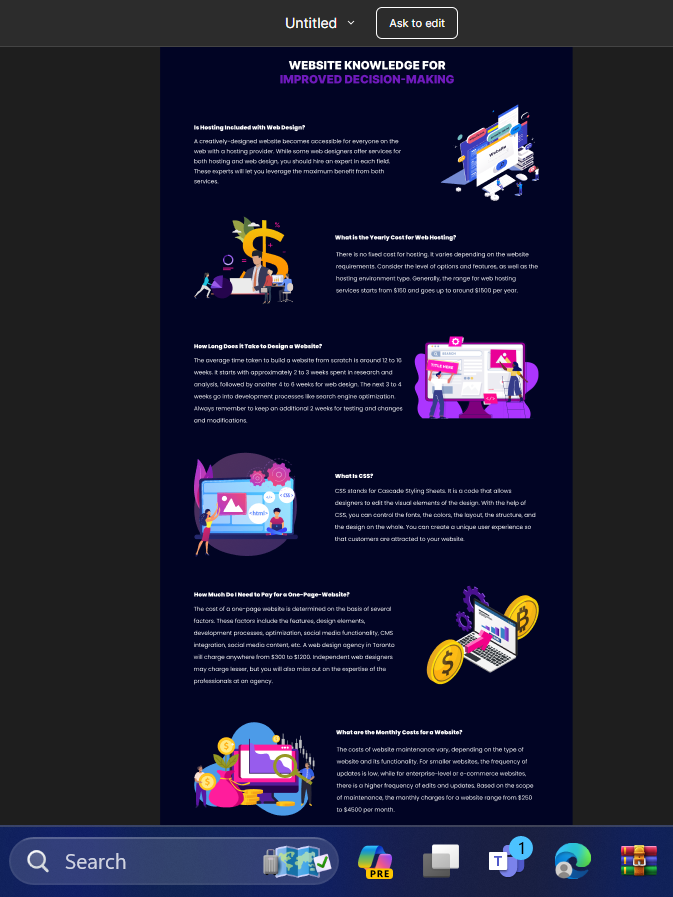 Untitled
Ask to edit
WEBSITE KNOWLEDGE FOR
IMPROVED DECISION-MAKING
Is Hosting Included with Web Design?
A creatively-designed website becomes accessible for everyone on the
web with a hosting provider. While some web designers offer services for
both hosting and web design, you should hire an expert in each field.
These experts will let you leverage the maximum benefit from both
services.
What is the Yearly Cost for Web Hosting?
There is no fixed cost for hosting. It varies depending on the website
requirements. Consider the level of options and features, as well as the
hosting environment type. Generally, the range for web hosting
services starts from $150 and goes up to around $1500 per year.
How Long Does it Take to Design a Website?
The average time taken to build a website from scratch is around 12 to 16
weeks. It starts with approximately 2 to 3 weeks spent in research and
analysis, followed by another 4 to 6 weeks for web design. The next 3 to 4
weeks go into development processes like search engine optimization.
Always remember to keep an additional 2 weeks for testing and changes
and modifications.
SEARCH
TITLE HERE
</>
What Is CSS?
CSS stands for Cascade Styling Sheets. It is a code that allows
designers to edit the visual elements of the design. With the help of
CSS, you can control the fonts, the colors, the layout, the structure, and
the design on the whole. You can create a unique user experience so
that customers are attracted to your website.
</>
<CSS>
<html>
How Much Do I Need to Pay for a One-Page-Website?
The cost of a one-page website is determined on the basis of several
factors. These factors include the features, design elements,
development processes, optimization, social media functionality, CMS
integration, social media content, etc. A web design agency in Toronto
will charge anywhere from $300 to $1200. Independent web designers
may charge lesser, but you will also miss out on the expertise of the
professionals at an agency.
What are the Monthly Costs for a Website?
The costs of website maintenance vary, depending on the type of
website and its functionality. For smaller websites, the frequency of
updates is low, while for enterprise-level or e-commerce websites,
there is a higher frequency of edits and updates. Based on the scope
of maintenance, the monthly charges for a website range from $250
to $4500 per month.
Search
PRE
T
1